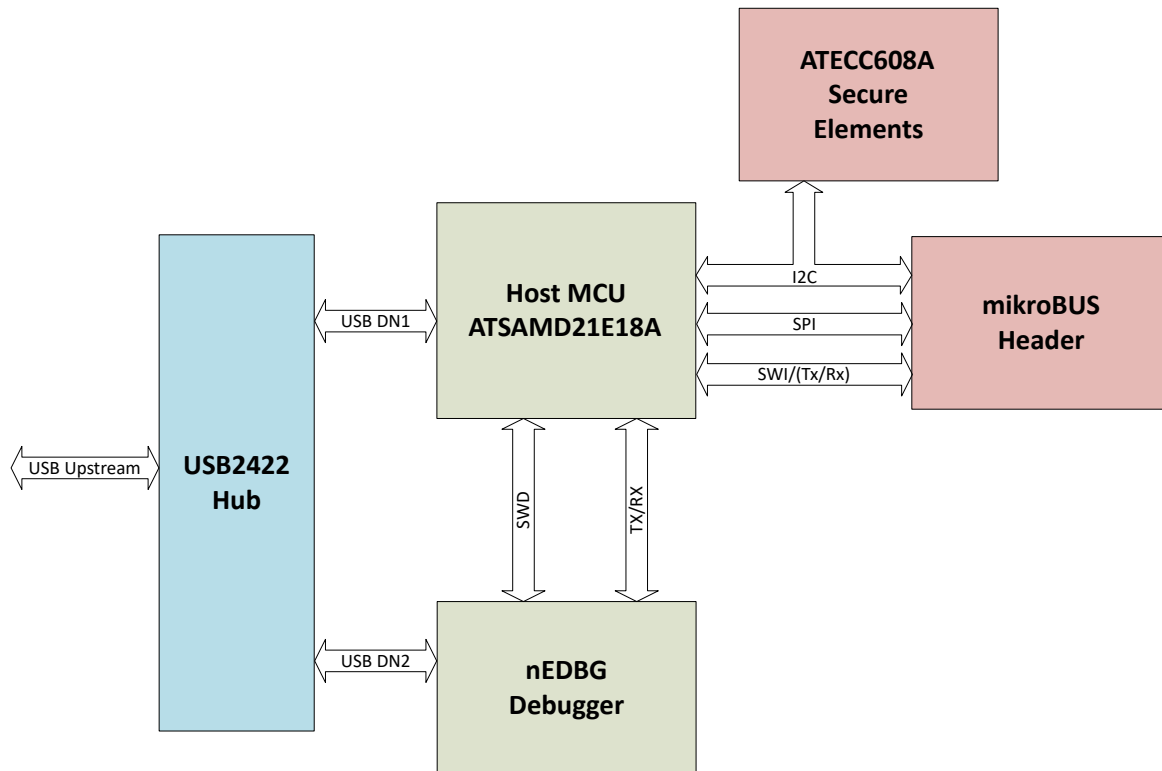 ATECC608A
Secure
Elements
Host MCU
ATSAMD21E18A
I2C
mikroBUS
Header
USB DN1
SPI
SWI/(Tx/Rx)
USB Upstream
USB2422
Hub
SWD
TX/RX
USB DN2
nEDBG
Debugger